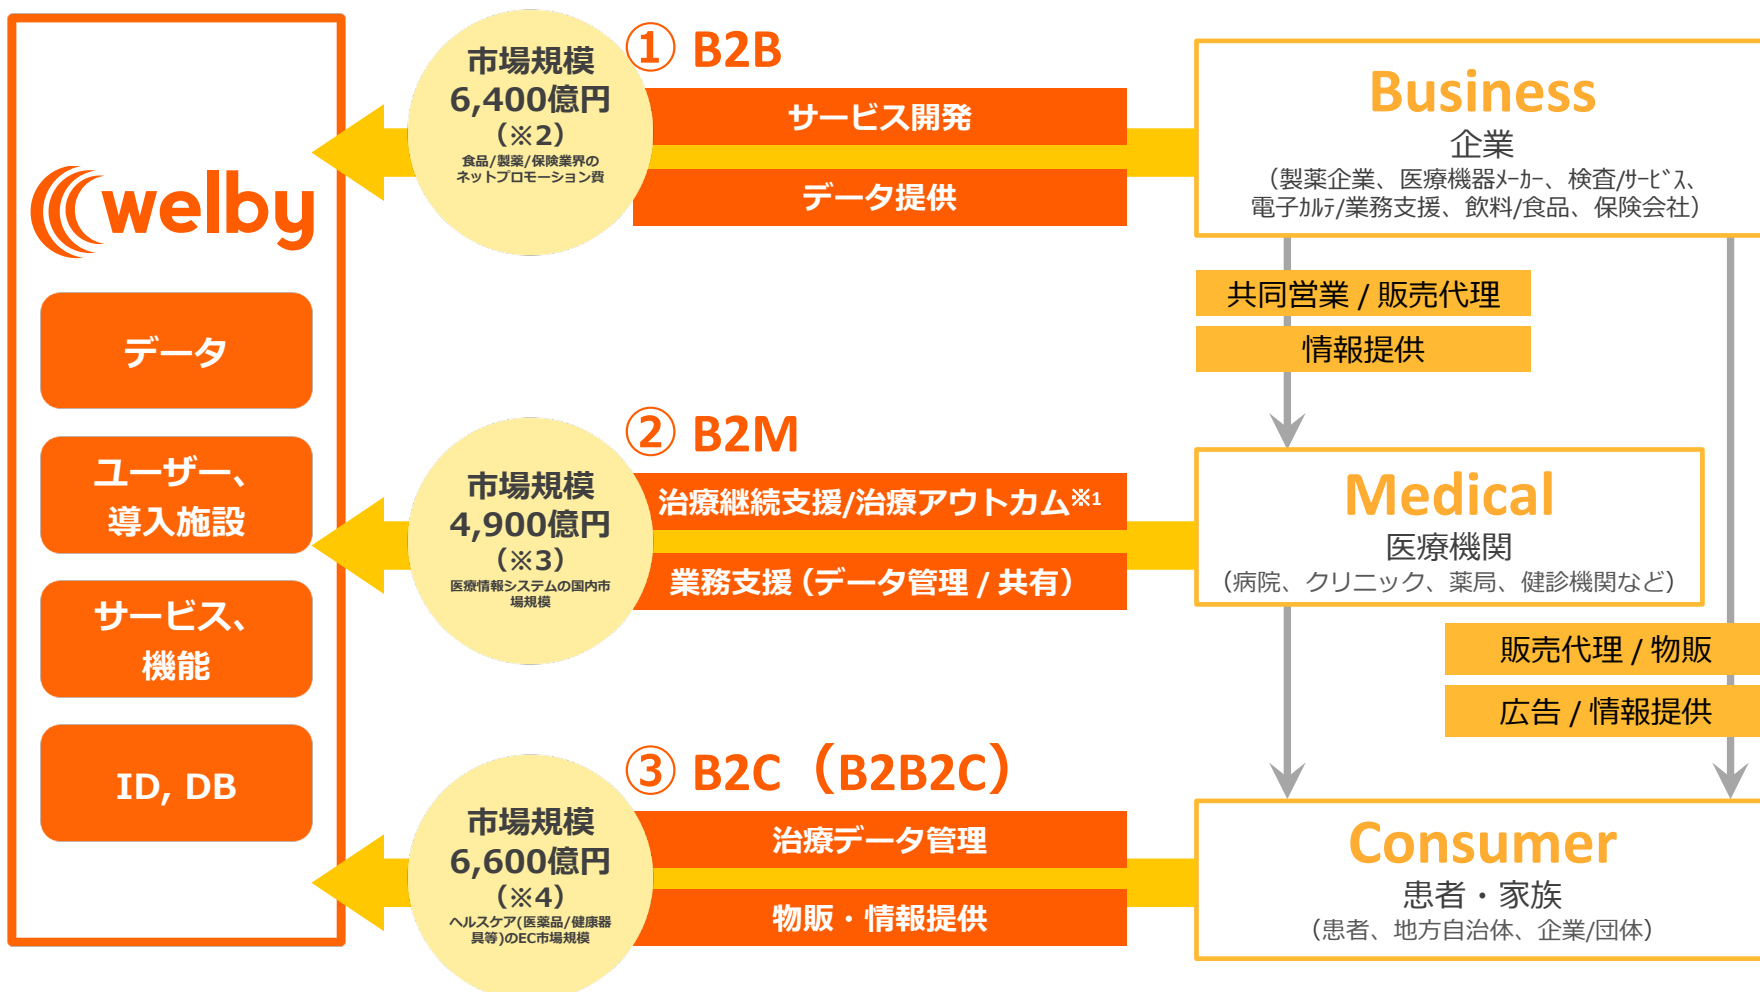 welby
データ
ユーザー、
導入施設
サービス、
機能
ID, DB
① B2B
市場規模
6,400億円
（※2）
食品/製薬/保険業界の
ネットプロモーション費
サービス開発
データ提供
Business
企業
（製薬企業、医療機器ﾒｰｶｰ、検査/ｻｰﾋﾞｽ、
電子ｶﾙﾃ/業務支援、飲料/食品、保険会社）
共同営業 / 販売代理
情報提供
② B2M
市場規模
4,900億円
（※3）
医療情報システムの国内市
場規模
治療継続支援/治療アウトカム※1
業務支援（データ管理 / 共有）
Medical
医療機関
（病院、クリニック、薬局、健診機関など）
販売代理 / 物販
広告 / 情報提供
③ B2C（B2B2C）
市場規模
6,600億円
（※4）
ヘルスケア(医薬品/健康器
具等)のEC市場規模
治療データ管理
物販・情報提供
Consumer
患者・家族
（患者、地方自治体、企業/団体）